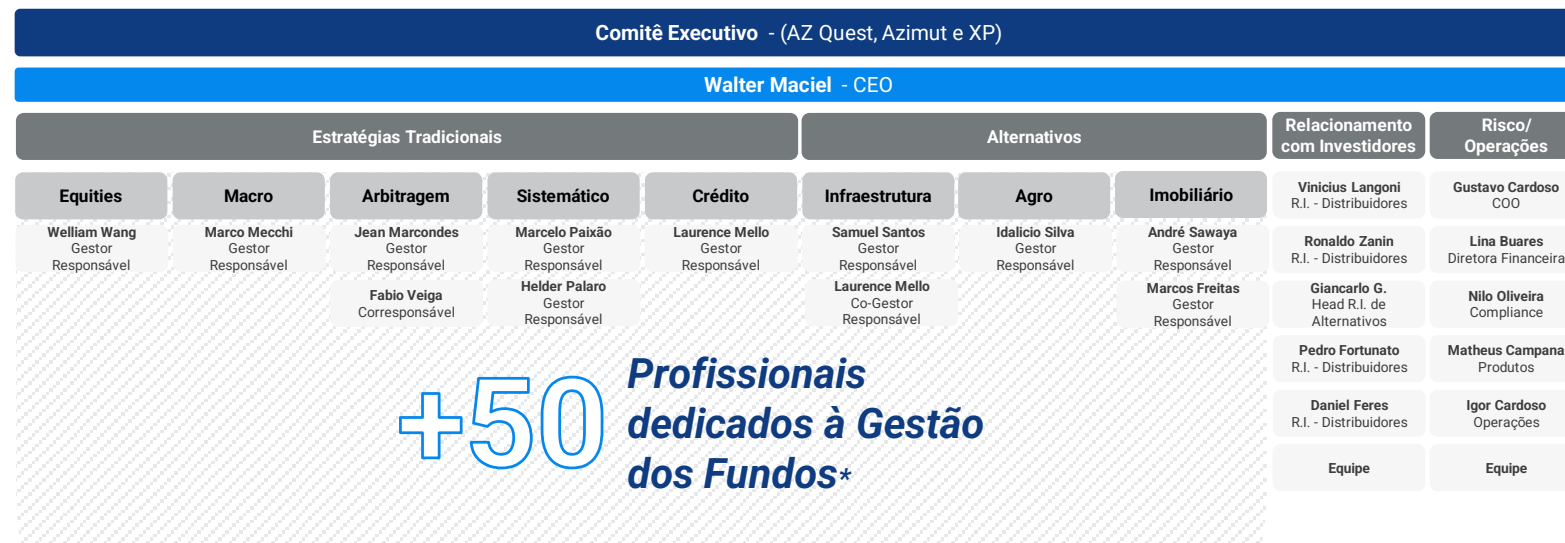 Comitê Executivo - (AZ Quest, Azimut e XP)
Walter Maciel - CEO
Estratégias Tradicionais
Alternativos
Relacionamento
com Investidores
Risco/
Operações
Equities
Macro
Arbitragem
Sistemático
Crédito
Infraestrutura
Agro
Imobiliário
Welliam Wang
Gestor
Responsável
Marco Mecchi
Gestor
Responsável
Jean Marcondes
Gestor
Responsável
Fabio Veiga
Corresponsável
Marcelo Paixão
Gestor
Responsável
Helder Palaro
Gestor
Responsável
Laurence Mello
Gestor
Responsável
Samuel Santos
Gestor
Responsável
Laurence Mello
Co-Gestor
Responsável
Idalicio Silva
Gestor
Responsável
André Sawaya
Gestor
Responsável
Marcos Freitas
Gestor
Responsável
Vinicius Langoni
R.I. - Distribuidores
Ronaldo Zanin
R.I. - Distribuidores
Giancarlo G.
Head R.I. de
Alternativos
Pedro Fortunato
R.I. - Distribuidores
Daniel Feres
R.I. - Distribuidores
Equipe
Gustavo Cardoso
COO
Lina Buares
Diretora Financeira
Nilo Oliveira
Compliance
Matheus Campana
Produtos
Igor Cardoso
Operações
Equipe
+50
Profissionais
dedicados à Gestão
dos Fundos*